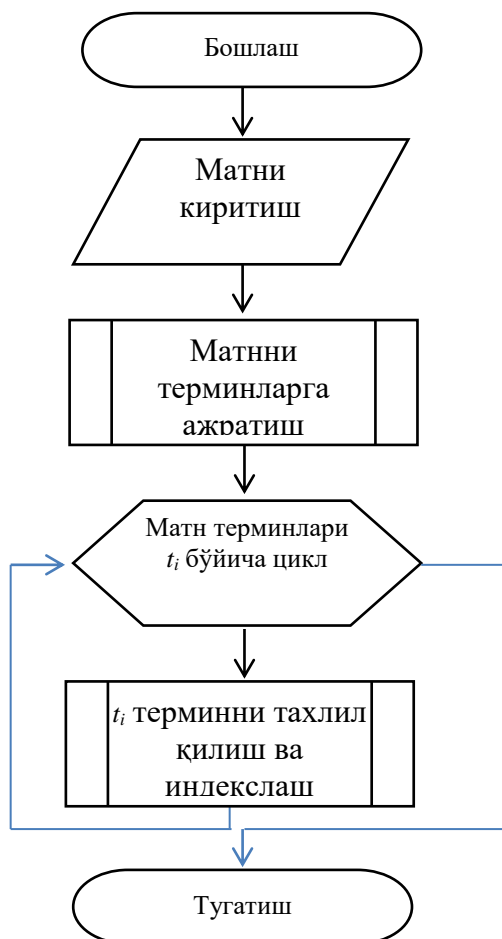 Бошлаш
Матни
киритиш
Матнни
терминларга
ажратиш
Матн терминлари
ti бўйича цикл
ti терминни тахлил
қилиш ва
индекслаш
Тугатиш